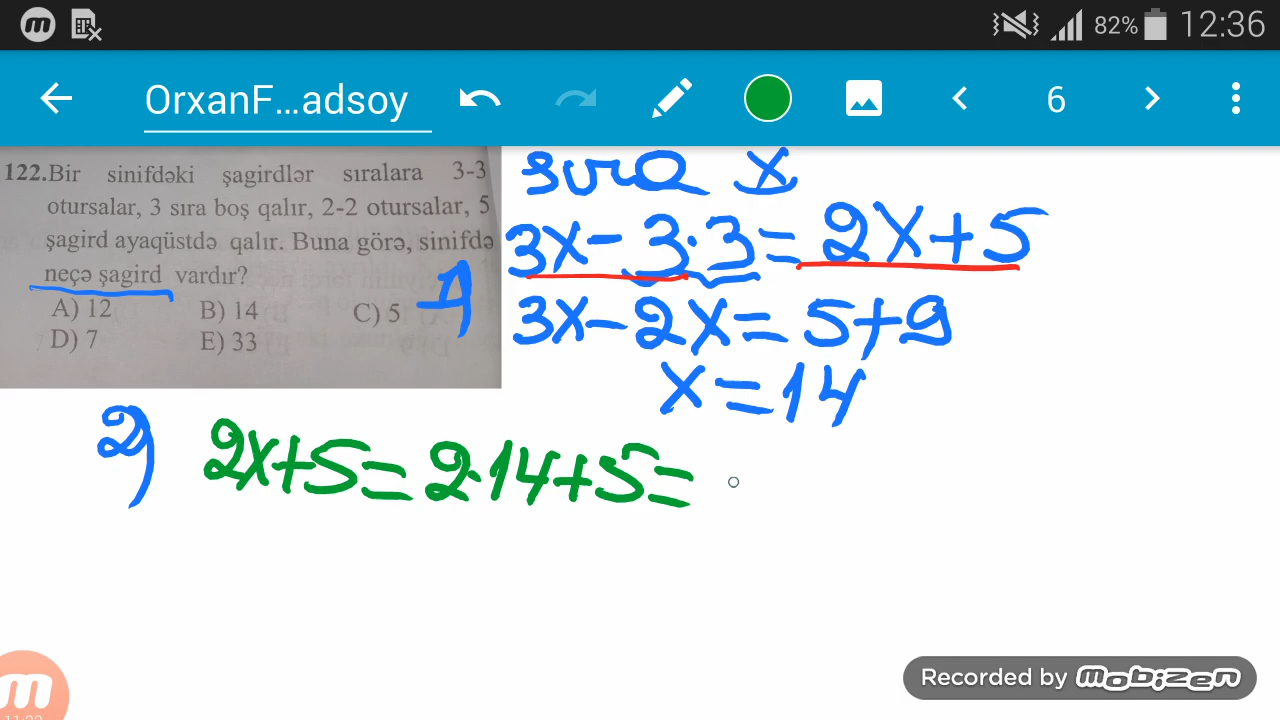 82% 12:36
OrxanF...adsoy 6
122.Bir sinifdəki şagirdlər sıralara 3-3
otursalar, 3 sıra boş qalır, 2-2 otursalar, 5
şagird ayaqüstdə qalır. Buna görə, sinifdə
neçə şagird vardır?
A) 12 B) 14 C) 5
D) 7 E) 33
sıra x
1)
3x-3·3=2x+5
3x-2x=5+9
x=14
2) 2x+5=2·14+5=
Recorded by mobizen
11:22